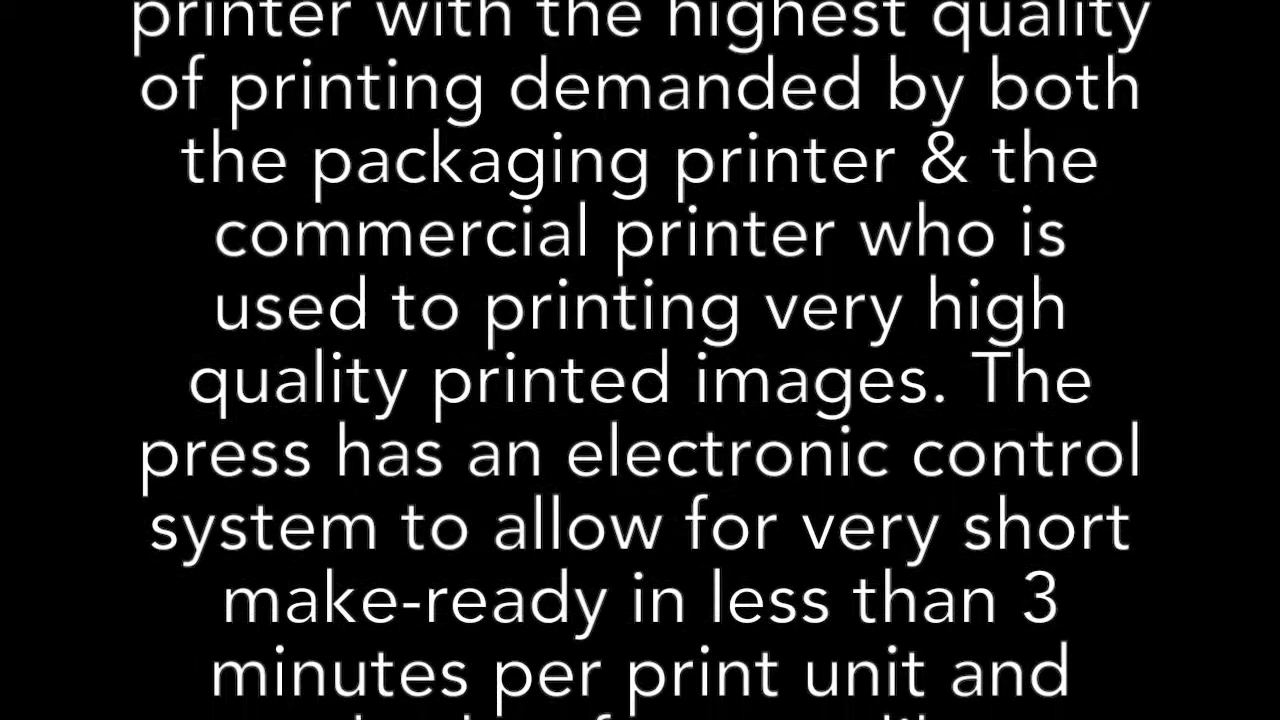 printer with the highest quality
of printing demanded by both
the packaging printer & the
commercial printer who is
used to printing very high
quality printed images. The
press has an electronic control
system to allow for very short
make-ready in less than 3
minutes per print unit and